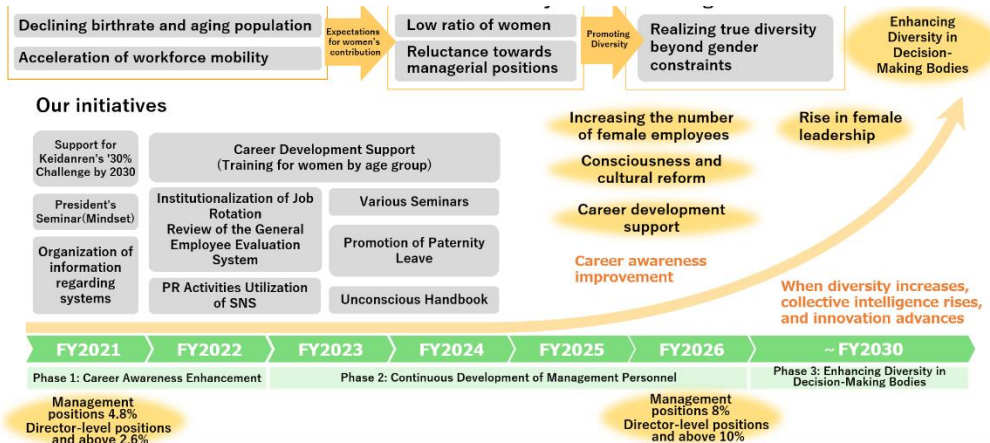 Declining birthrate and aging population
Acceleration of workforce mobility
Expectations
for women's
contribution
Low ratio of women
Reluctance towards
managerial positions
Promoting
Diversity
Realizing true diversity
beyond gender
constraints
Enhancing
Diversity in
Decision-
Making Bodies
Our initiatives
Support for
Keidanren's '30%
Challenge by 2030
President's
Seminar(Mindset)
Organization of
information
regarding
systems
Career Development Support
(Training for women by age group)
Institutionalization of Job
Rotation
Review of the General
Employee Evaluation
System
PR Activities Utilization
of SNS
Various Seminars
Promotion of Paternity
Leave
Unconscious Handbook
Increasing the number
of female employees
Consciousness and
cultural reform
Career development
support
Rise in female
leadership
Career awareness
improvement
When diversity increases,
collective intelligence rises,
and innovation advances
FY2021
FY2022
FY2023
FY2024
FY2025
FY2026
~FY2030
Phase 1: Career Awareness Enhancement
Phase 2: Continuous Development of Management Personnel
Phase 3: Enhancing Diversity in
Decision-Making Bodies
Management
positions 4.8%
Director-level positions
and above 2.6%
Management
positions 8%
Director-level positions
and above 10%